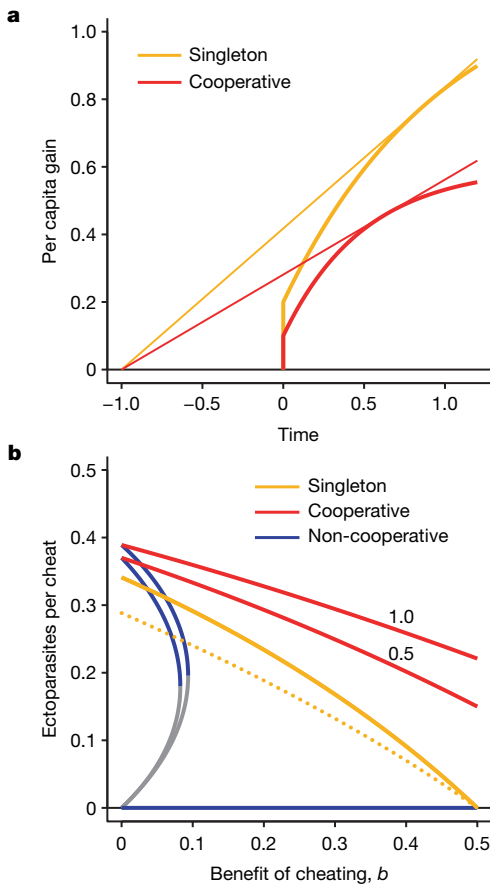 a
1.0
Singleton
Cooperative
0.8
0.6
0.4
0.2
0
Per capita gain
−1.0 −0.5 0 0.5 1.0
Time
b
0.5
Singleton
Cooperative
Non-cooperative
0.4
0.3
0.2
0.1
0
1.0
0.5
Ectoparasites per cheat
0 0.1 0.2 0.3 0.4 0.5
Benefit of cheating, b